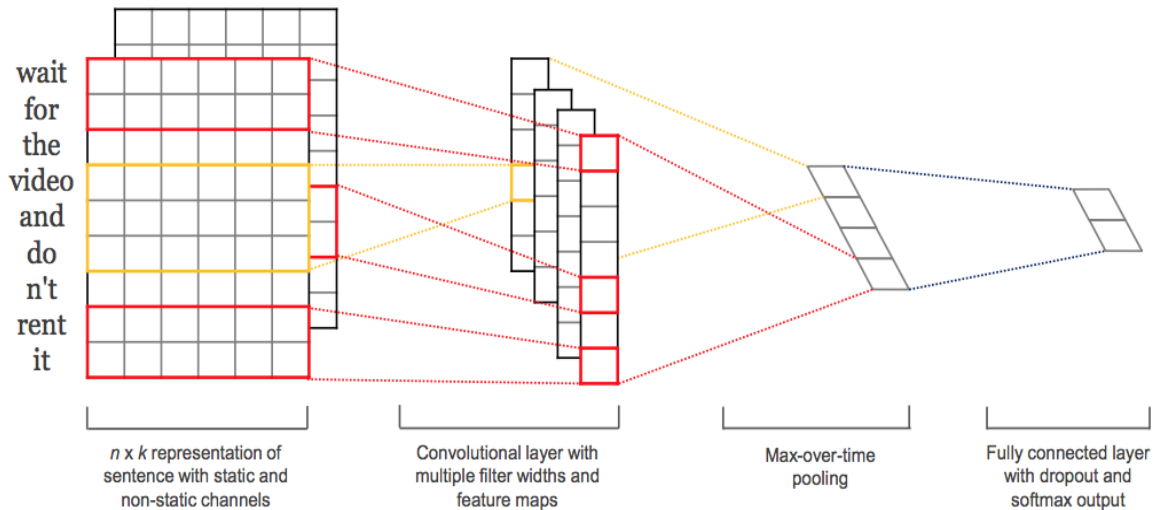 wait
for
the
video
and
do
n't
rent
it
n x k representation of
sentence with static and
non-static channels
Convolutional layer with
multiple filter widths and
feature maps
Max-over-time
pooling
Fully connected layer
with dropout and
softmax output